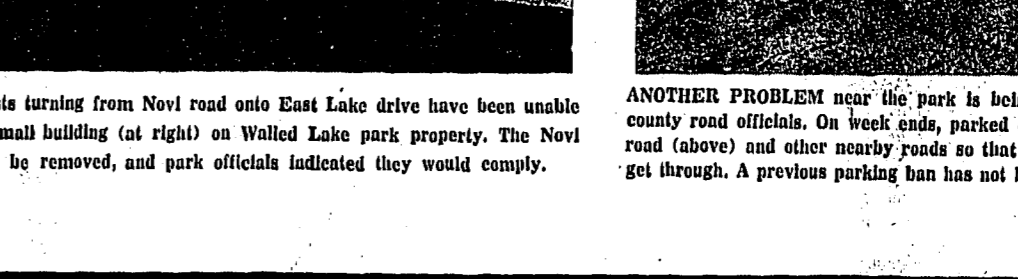 ts turning from Novi road onto East Lake drive have been unable
mall building (at right) on Walled Lake park property. The Novi
be removed, and park officials indicated they would comply.
ANOTHER PROBLEM near the park is bei
county road officials. On week ends, parked
road (above) and other nearby roads so that
get through. A previous parking ban has not